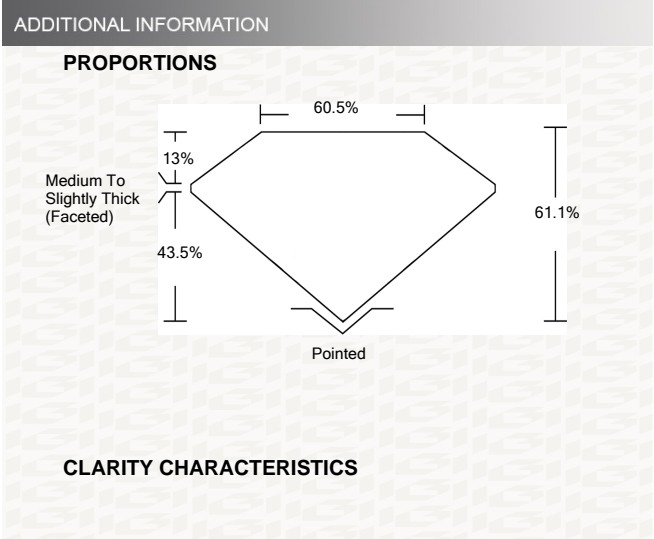 ADDITIONAL INFORMATION
PROPORTIONS
60.5%
13%
Medium To
Slightly Thick
(Faceted)
61.1%
43.5%
Pointed
CLARITY CHARACTERISTICS